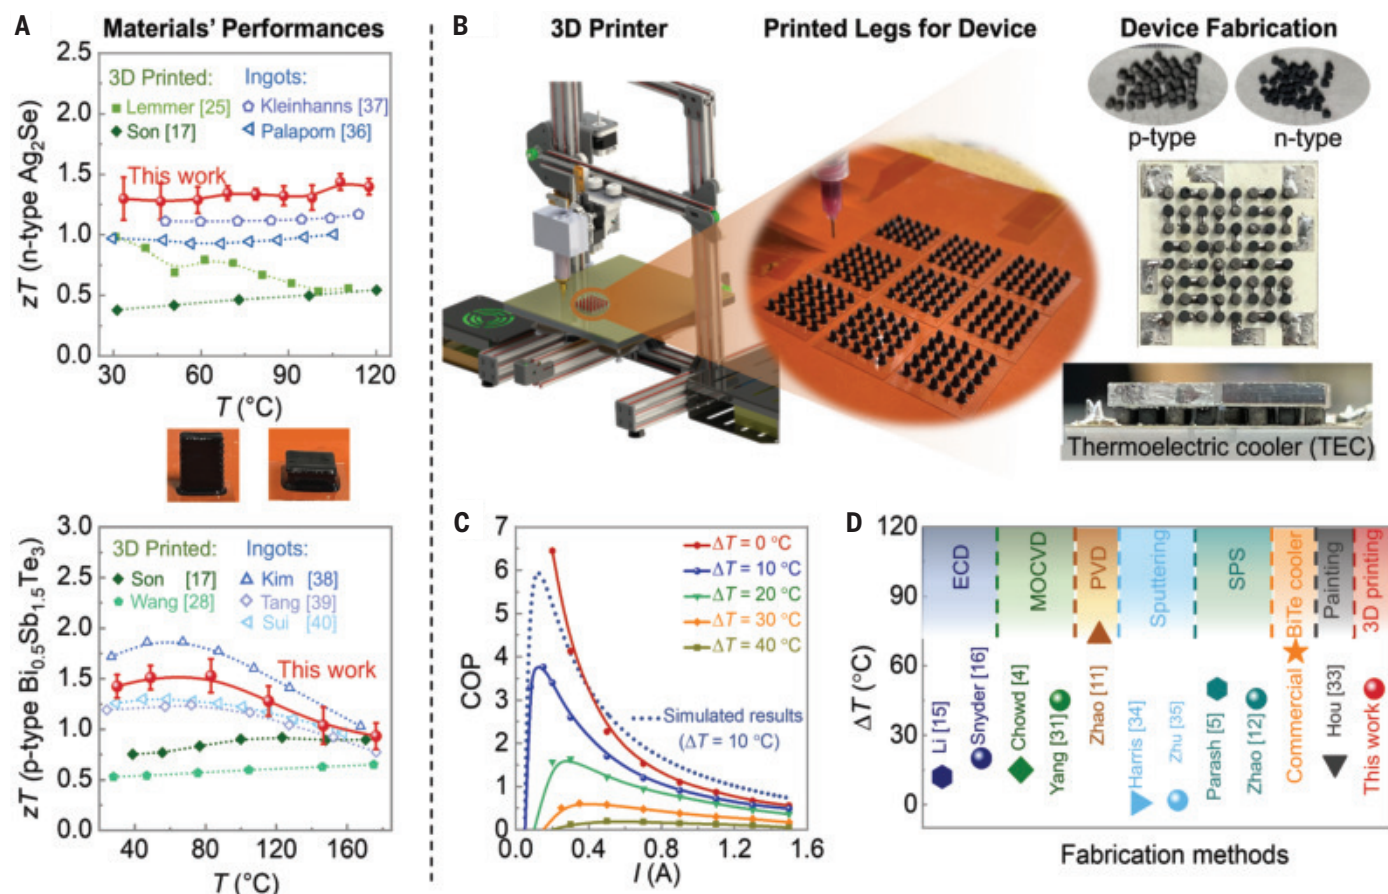 A
Materials' Performances
zT (n-type Ag2Se)
2.5
2.0
1.5
1.0
0.5
0.0
3D Printed:
Ingots:
Lemmer [25]
Kleinhanns [37]
Son [17]
Palaporn [36]
This work
30
60
90
120
T (°C)
zT (p-type Bi0.5Sb1.5Te3)
3.0
2.5
2.0
1.5
1.0
0.5
0.0
3D Printed:
Ingots:
Son [17]
Kim [38]
Wang [28]
Tang [39]
Sui [40]
This work
40
80
120
160
T (°C)
B
3D Printer
Printed Legs for Device
Device Fabrication
p-type
n-type
Thermoelectric cooler (TEC)
C
COP
7
6
5
4
3
2
1
0
ΔT = 0 °C
ΔT = 10 °C
ΔT = 20 °C
ΔT = 30 °C
ΔT = 40 °C
Simulated results
(ΔT = 10 °C)
0.0
0.4
0.8
1.2
1.6
I (A)
D
ΔT (°C)
120
90
60
30
0
ECD
MOCVD
PVD
Sputtering
SPS
BiTe cooler
Painting
3D printing
Li [15]
Snyder [16]
Chowd [4]
Yang [31]
Zhao [11]
Harris [34]
Zhu [35]
Parash [5]
Zhao [12]
Commercial
Hou [33]
This work
Fabrication methods